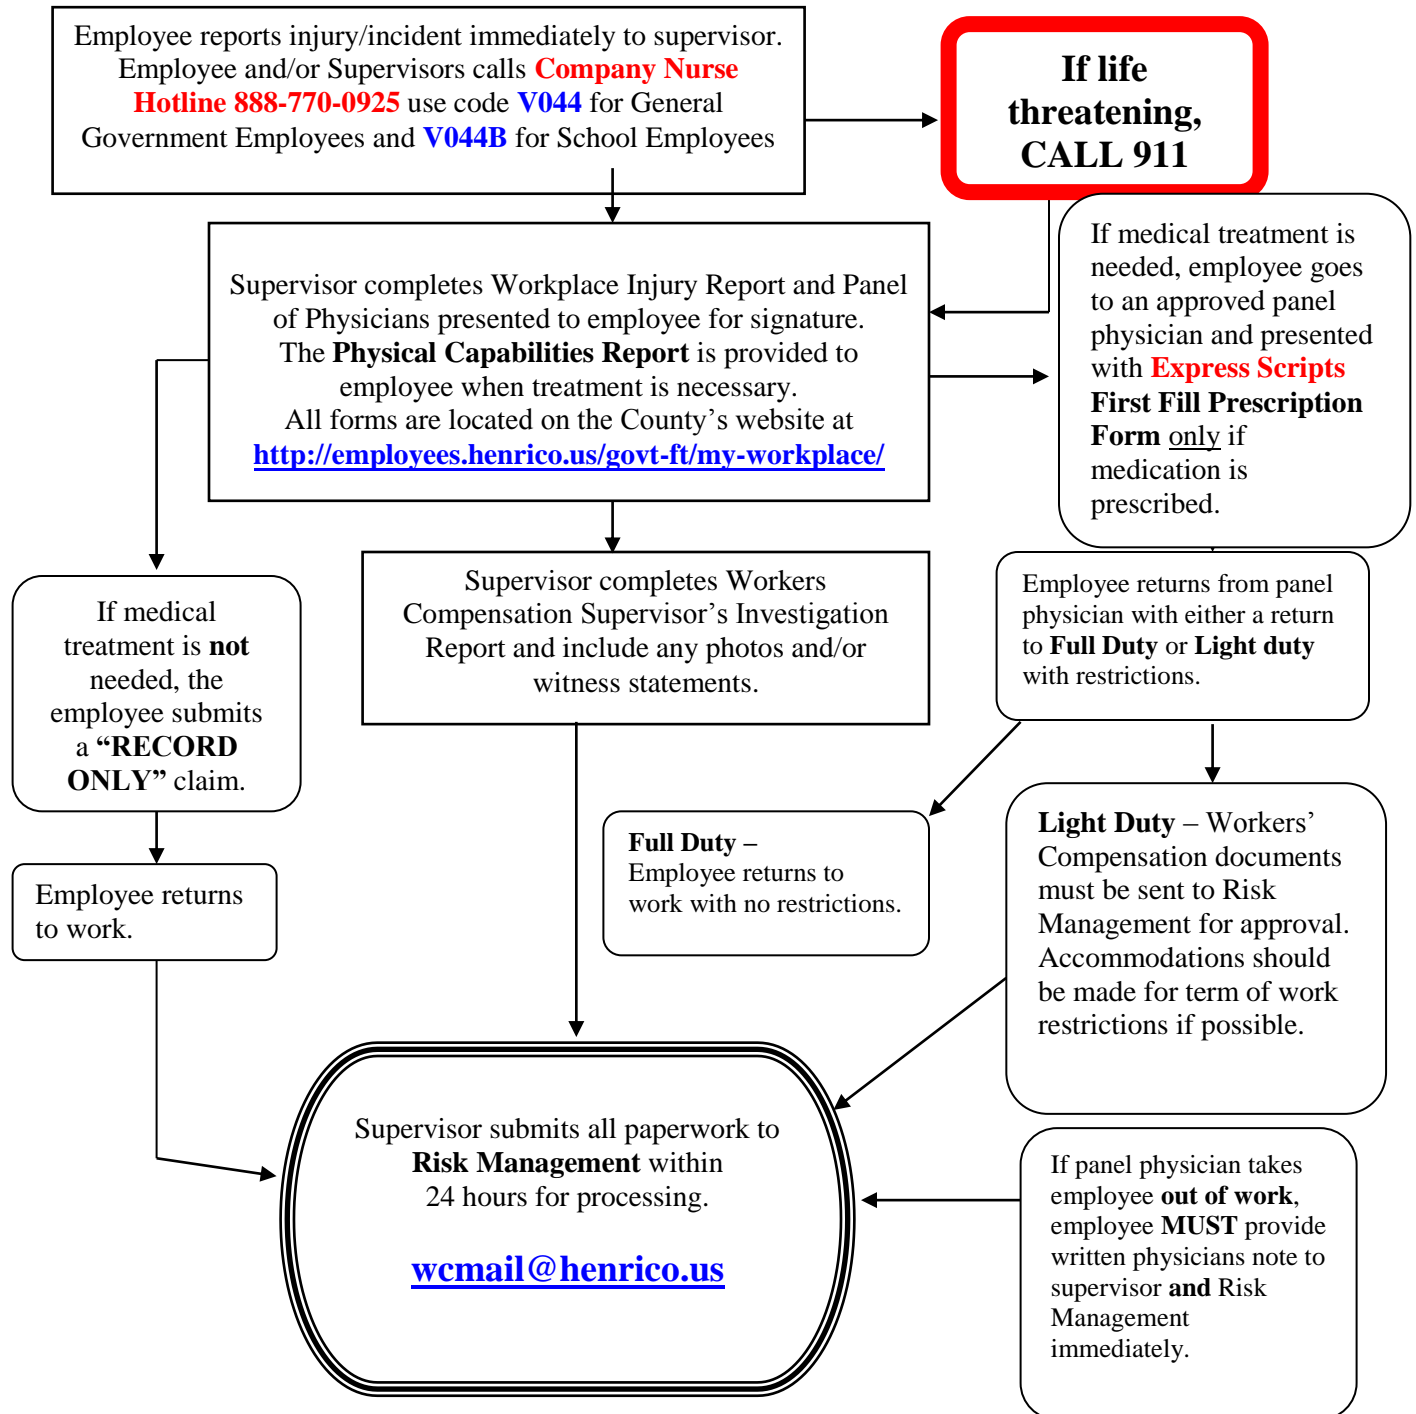 Employee reports injury/incident immediately to supervisor.
Employee and/or Supervisors calls Company Nurse
Hotline 888-770-0925 use code V044 for General
Government Employees and V044B for School Employees
If life
threatening,
CALL 911
Supervisor completes Workplace Injury Report and Panel
of Physicians presented to employee for signature.
The Physical Capabilities Report is provided to
employee when treatment is necessary.
All forms are located on the County’s website at
http://employees.henrico.us/govt-ft/my-workplace/
If medical treatment is
needed, employee goes
to an approved panel
physician and presented
with Express Scripts
First Fill Prescription
Form only if
medication is
prescribed.
If medical
treatment is not
needed, the
employee submits
a “RECORD
ONLY” claim.
Supervisor completes Workers
Compensation Supervisor’s Investigation
Report and include any photos and/or
witness statements.
Employee returns from panel
physician with either a return
to Full Duty or Light duty
with restrictions.
Employee returns
to work.
Full Duty –
Employee returns to
work with no restrictions.
Light Duty – Workers’
Compensation documents
must be sent to Risk
Management for approval.
Accommodations should
be made for term of work
restrictions if possible.
Supervisor submits all paperwork to
Risk Management within
24 hours for processing.
wcmail@henrico.us
If panel physician takes
employee out of work,
employee MUST provide
written physicians note to
supervisor and Risk
Management
immediately.